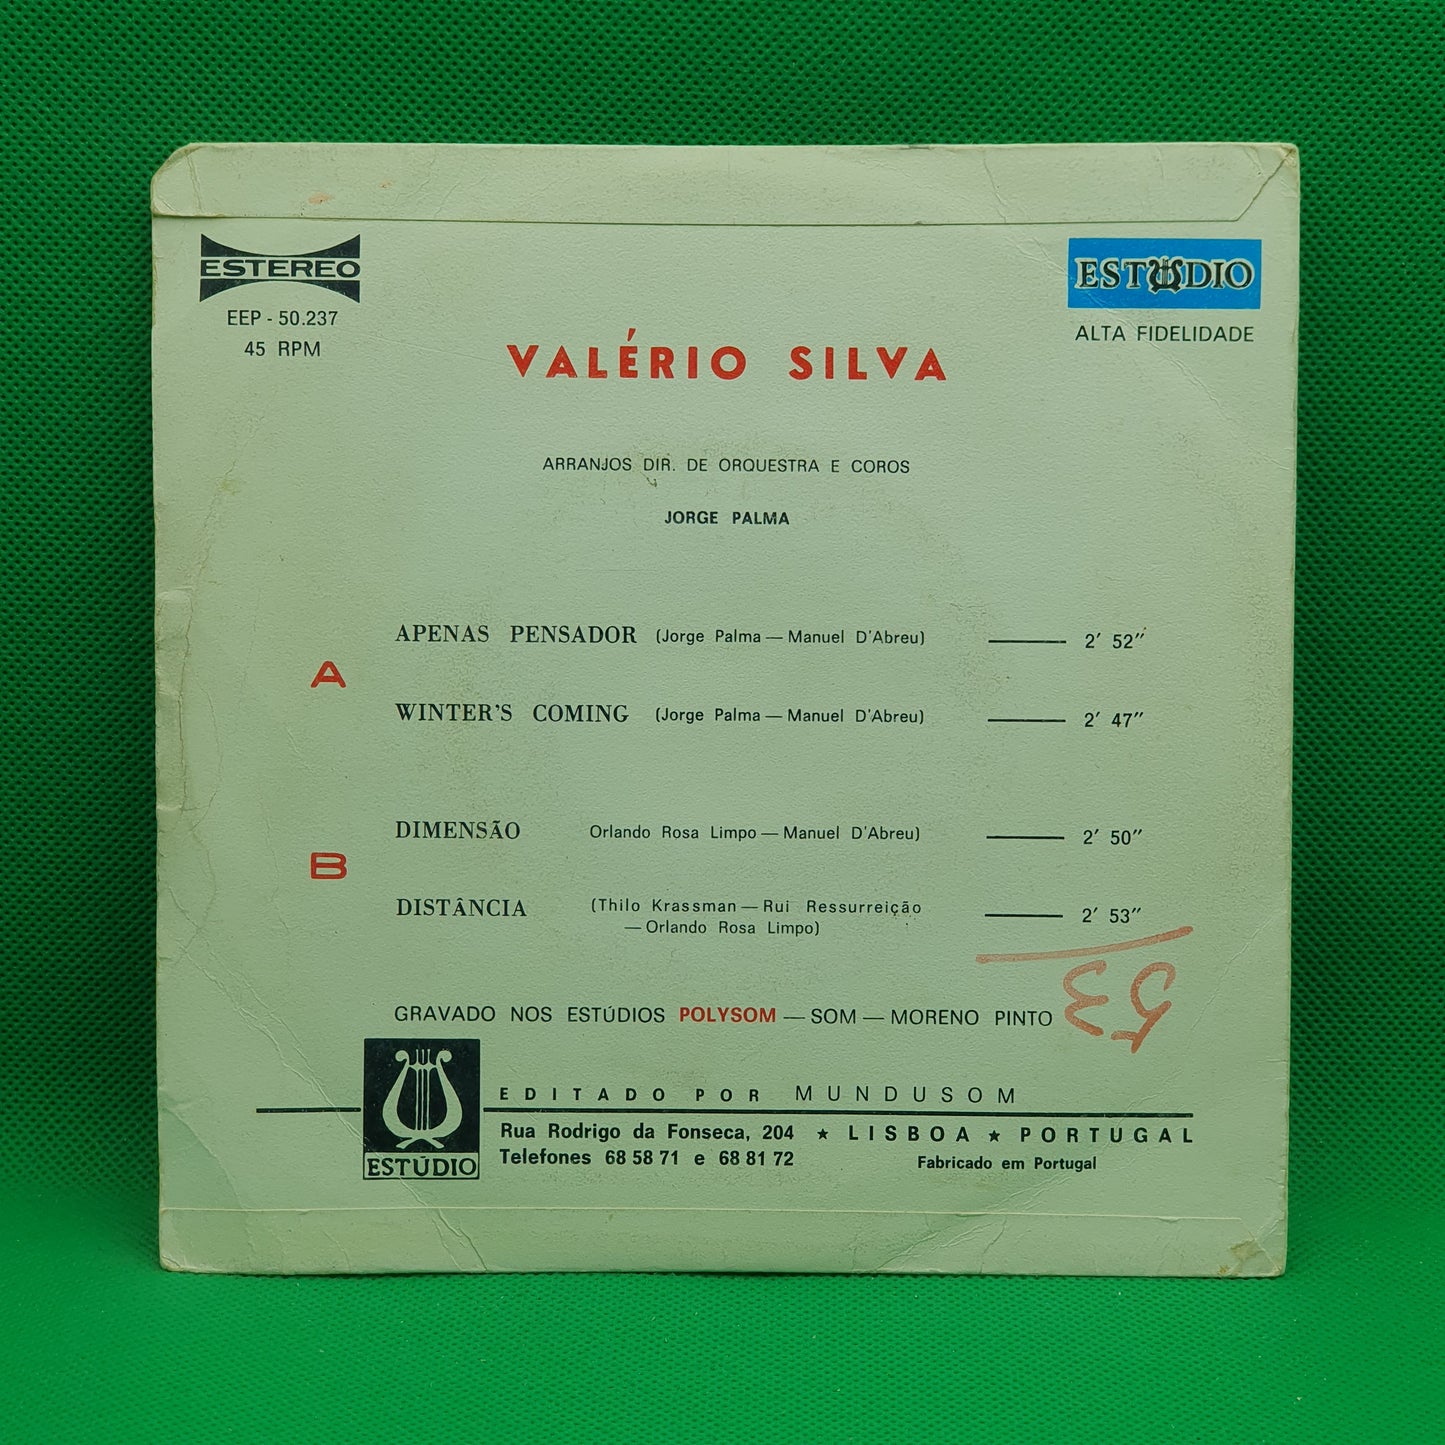 ESTEREO
EEP - 50.237
45 RPM
ESTÚDIO
ALTA FIDELIDADE
VALÉRIO SILVA
ARRANJOS DIR. DE ORQUESTRA E COROS
JORGE PALMA
A
APENAS PENSADOR (Jorge Palma — Manuel D'Abreu) 2' 52"
WINTER'S COMING (Jorge Palma — Manuel D'Abreu) 2' 47"
B
DIMENSÃO Orlando Rosa Limpo — Manuel D'Abreu) 2' 50"
DISTÂNCIA (Thilo Krassman — Rui Ressurreição 2' 53"
— Orlando Rosa Limpo)
53
GRAVADO NOS ESTÚDIOS POLYSOM — SOM — MORENO PINTO
EDITADO POR MUNDUSOM
Rua Rodrigo da Fonseca, 204 ★ LISBOA ★ PORTUGAL
Telefones 68 58 71 e 68 81 72 Fabricado em Portugal
ESTÚDIO